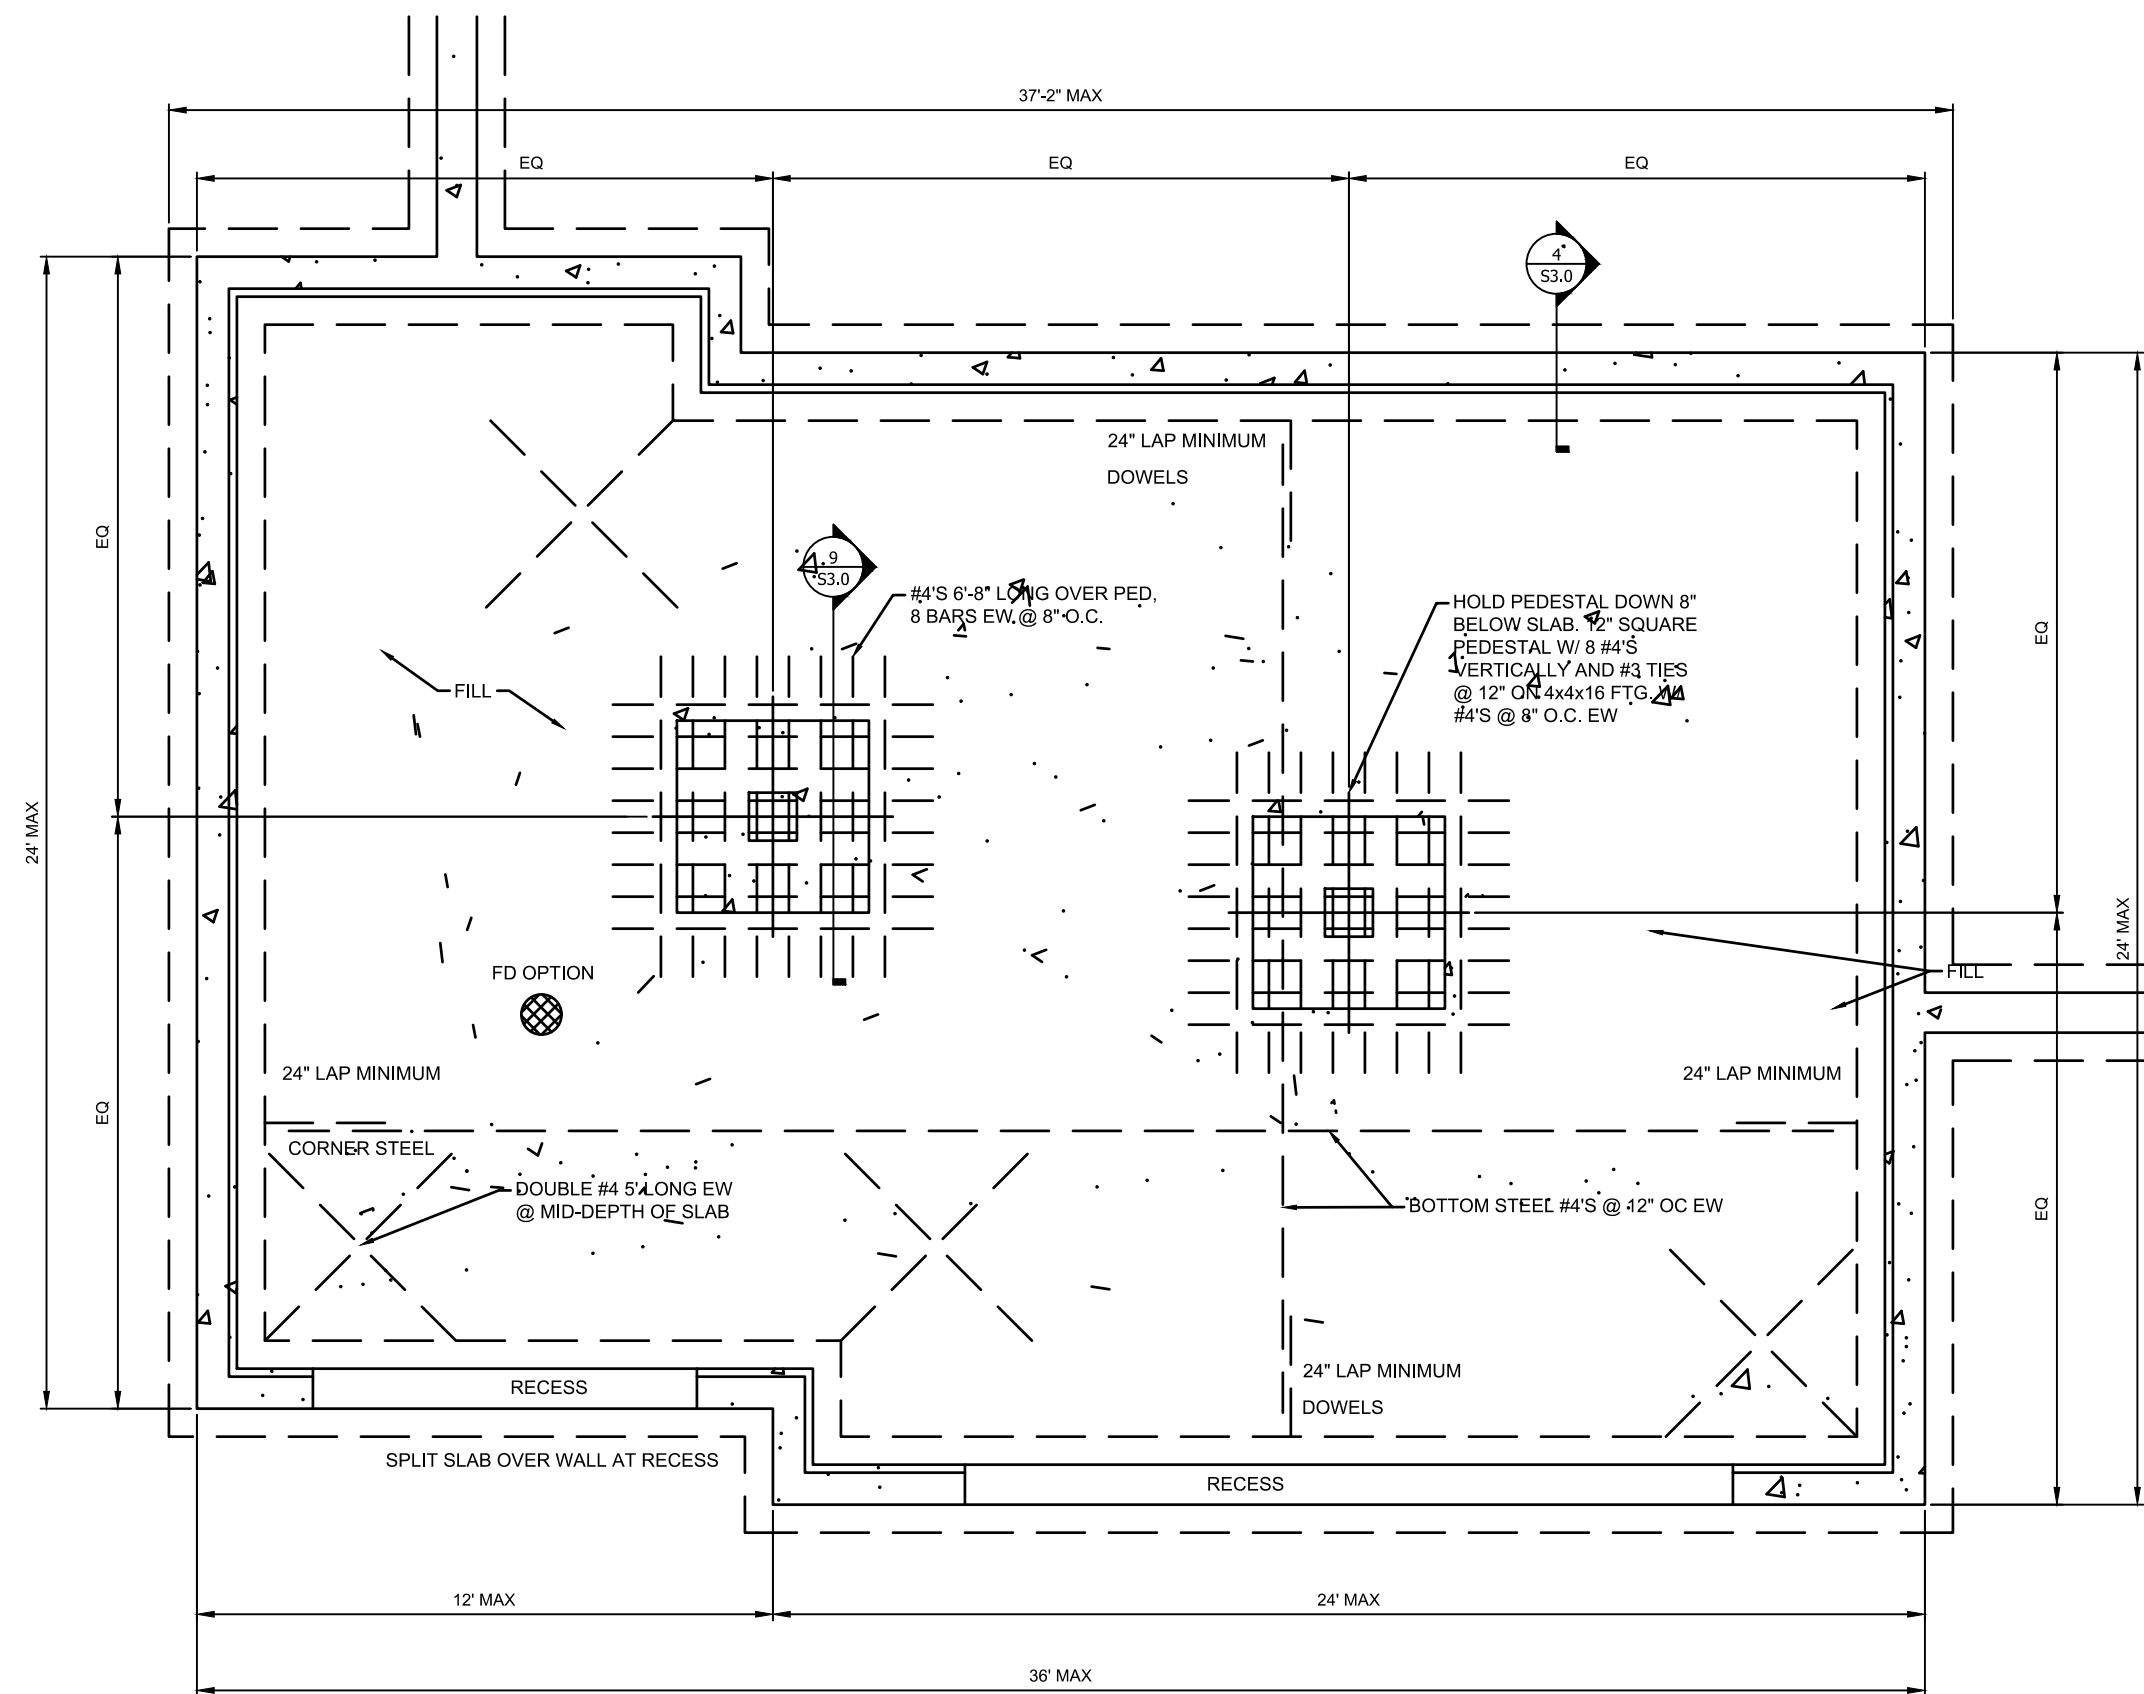 37'-2" MAX
EQ
EQ
EQ
4
S3.0
24" LAP MINIMUM
DOWELS
EQ
9
S3.0
#4'S 6'-8" LONG OVER PED,
8 BARS EW @ 8" O.C.
HOLD PEDESTAL DOWN 8"
BELOW SLAB. 12" SQUARE
PEDESTAL W/ 8 #4'S
VERTICALLY AND #3 TIES
@ 12" ON 4x4x16 FTG. W/
#4'S @ 8" O.C. EW
EQ
FILL
24' MAX
24' MAX
FD OPTION
FILL
24" LAP MINIMUM
24" LAP MINIMUM
EQ
CORNER STEEL
DOUBLE #4 5' LONG EW
@ MID-DEPTH OF SLAB
BOTTOM STEEL #4'S @ 12" OC EW
EQ
24" LAP MINIMUM
DOWELS
RECESS
SPLIT SLAB OVER WALL AT RECESS
RECESS
12' MAX
24' MAX
36' MAX